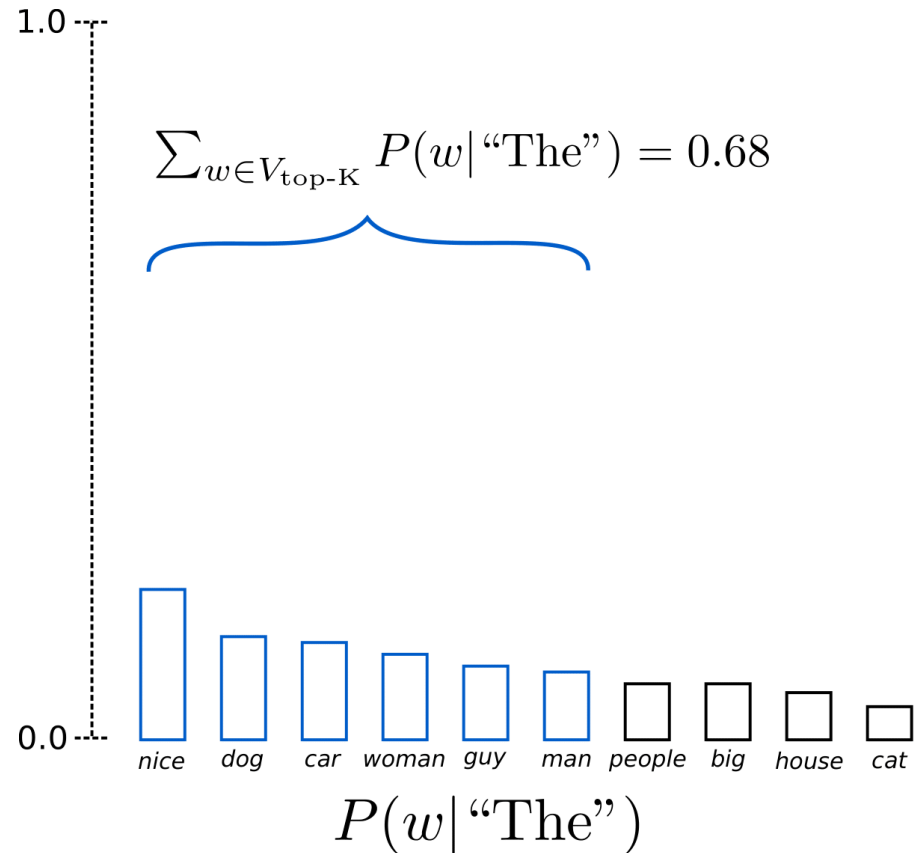 1.0
∑w∈Vtop-K P(w|“The”) = 0.68
0.0
nice dog car woman guy man people big house cat
P(w|“The”)